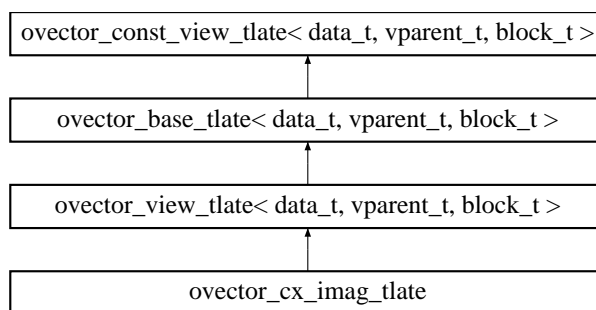 ovector_const_view_tlate< data_t, vparent_t, block_t >
ovector_base_tlate< data_t, vparent_t, block_t >
ovector_view_tlate< data_t, vparent_t, block_t >
ovector_cx_imag_tlate